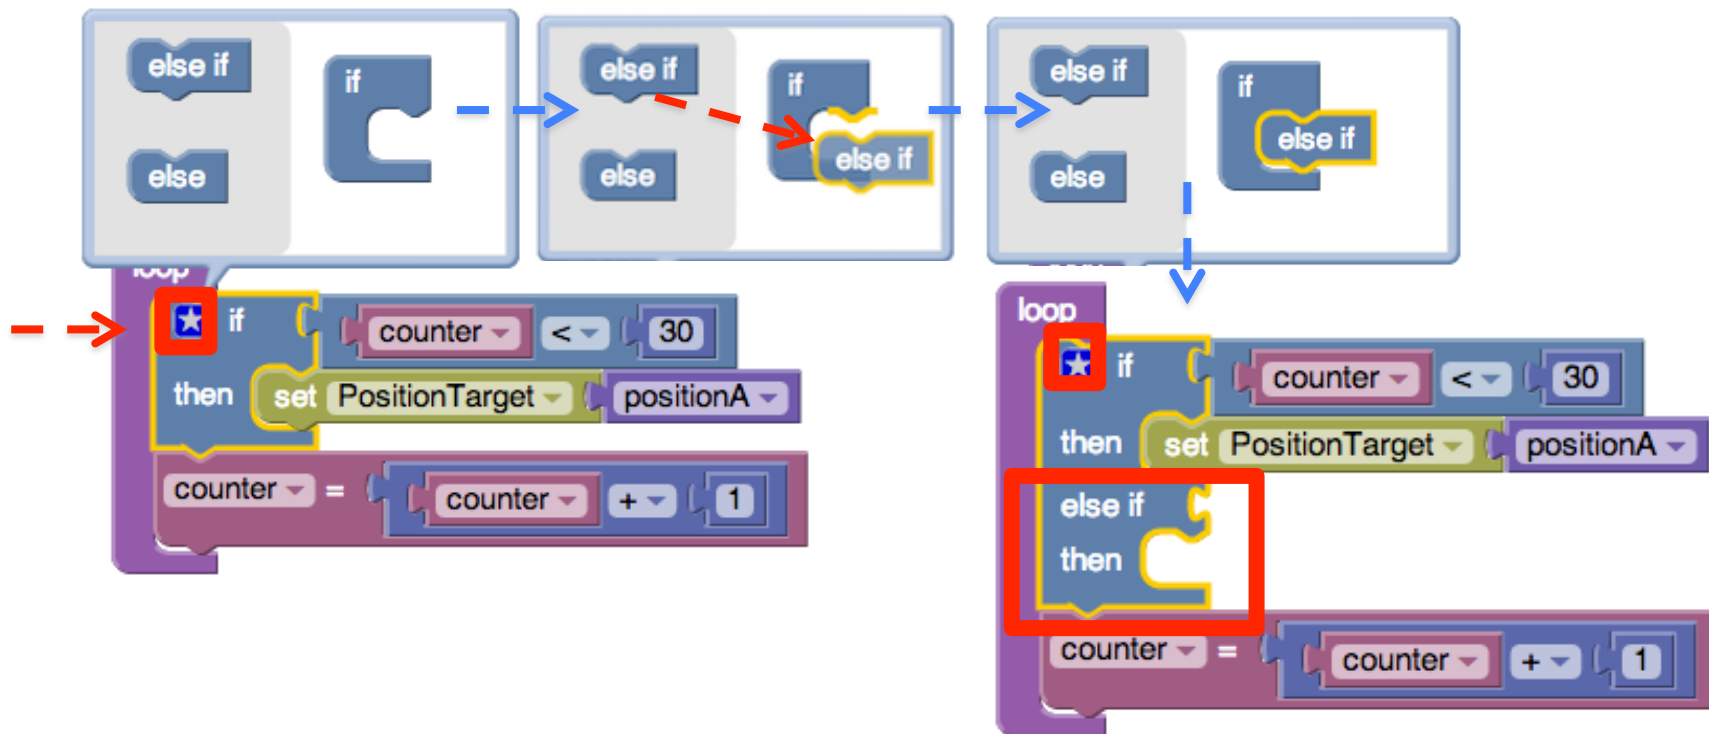 else if
if
else
else if
if
else if
else
else if
if
else if
else
loop
if counter < 30
then set PositionTarget positionA
counter = counter + 1
loop
if counter < 30
then set PositionTarget positionA
else if
then
counter = counter + 1